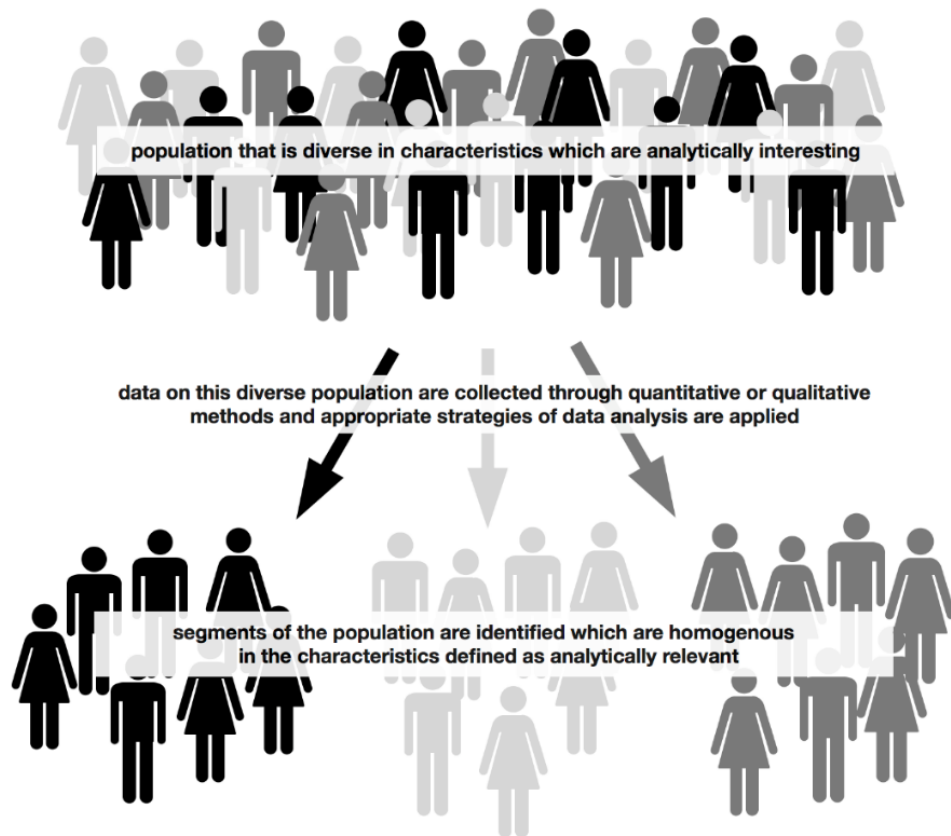 population that is diverse in characteristics which are analytically interesting
data on this diverse population are collected through quantitative or qualitative
methods and appropriate strategies of data analysis are applied
segments of the population are identified which are homogenous
in the characteristics defined as analytically relevant